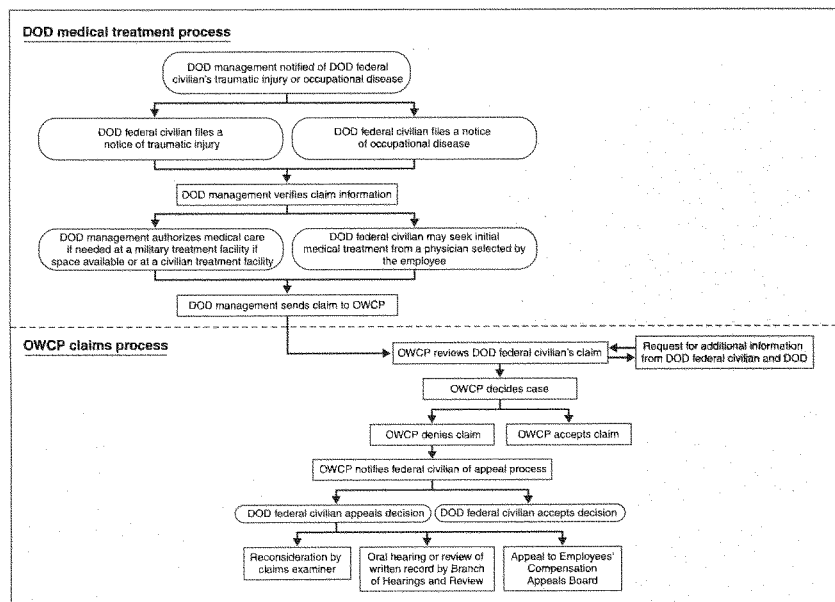 DOD medical treatment process
DOD management notified of DOD federal
civilian's traumatic injury or occupational disease
DOD federal civilian files a
notice of traumatic injury
DOD federal civilian files a notice
of occupational disease
DOD management verifies claim information
DOD management authorizes medical care
if needed at a military treatment facility if
space available or at a civilian treatment facility
DOD federal civilian may seek initial
medical treatment from a physician selected by
the employee
DOD management sends claim to OWCP
OWCP claims process
OWCP reviews DOD federal civilian's claim
Request for additional information
from DOD federal civilian and DOD
OWCP decides case
OWCP denies claim
OWCP accepts claim
OWCP notifies federal civilian of appeal process
DOD federal civilian appeals decision
DOD federal civilian accepts decision
Reconsideration by
claims examiner
Oral hearing or review of
written record by Branch
of Hearings and Review
Appeal to Employees'
Compensation
Appeals Board